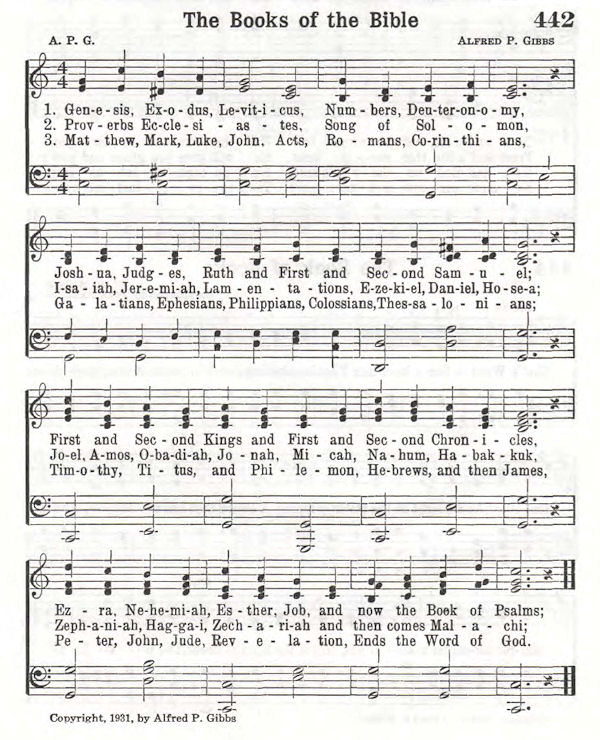 The Books of the Bible 442
A. P. G. ALFRED P. GIBBS
1. Gen-e-sis, Ex-o-dus, Le-vit-i-cus, Num-bers, Deu-ter-on-o-my,
2. Prov-erbs Ec-cle-si-as-tes, Song of Sol-o-mon,
3. Mat-thew, Mark, Luke, John, Acts, Ro-mans, Co-rin-thi-ans,
Josh-ua, Judg-es, Ruth and First and Sec-ond Sam-u-el;
I-sa-iah, Jer-e-mi-ah, Lam-en-ta-tions, E-ze-ki-el, Dan-iel, Ho-se-a;
Ga-la-tians, Ephesians, Philippians, Colossians, Thes-sa-lo-ni-ans;
First and Sec-ond Kings and First and Sec-ond Chron-i-cles,
Jo-el, A-mos, O-ba-di-ah, Jo-nah, Mi-cah, Na-hum, Ha-bak-kuk,
Tim-o-thy, Ti-tus, and Phi-le-mon, He-brews, and then James,
Ez-ra, Ne-he-mi-ah, Es-ther, Job, and now the Book of Psalms;
Zeph-a-ni-ah, Hag-ga-i, Zech-a-ri-ah and then comes Mal-a-chi;
Pe-ter, John, Jude, Rev-e-la-tion, Ends the Word of God.
Copyright, 1931, by Alfred P. Gibbs